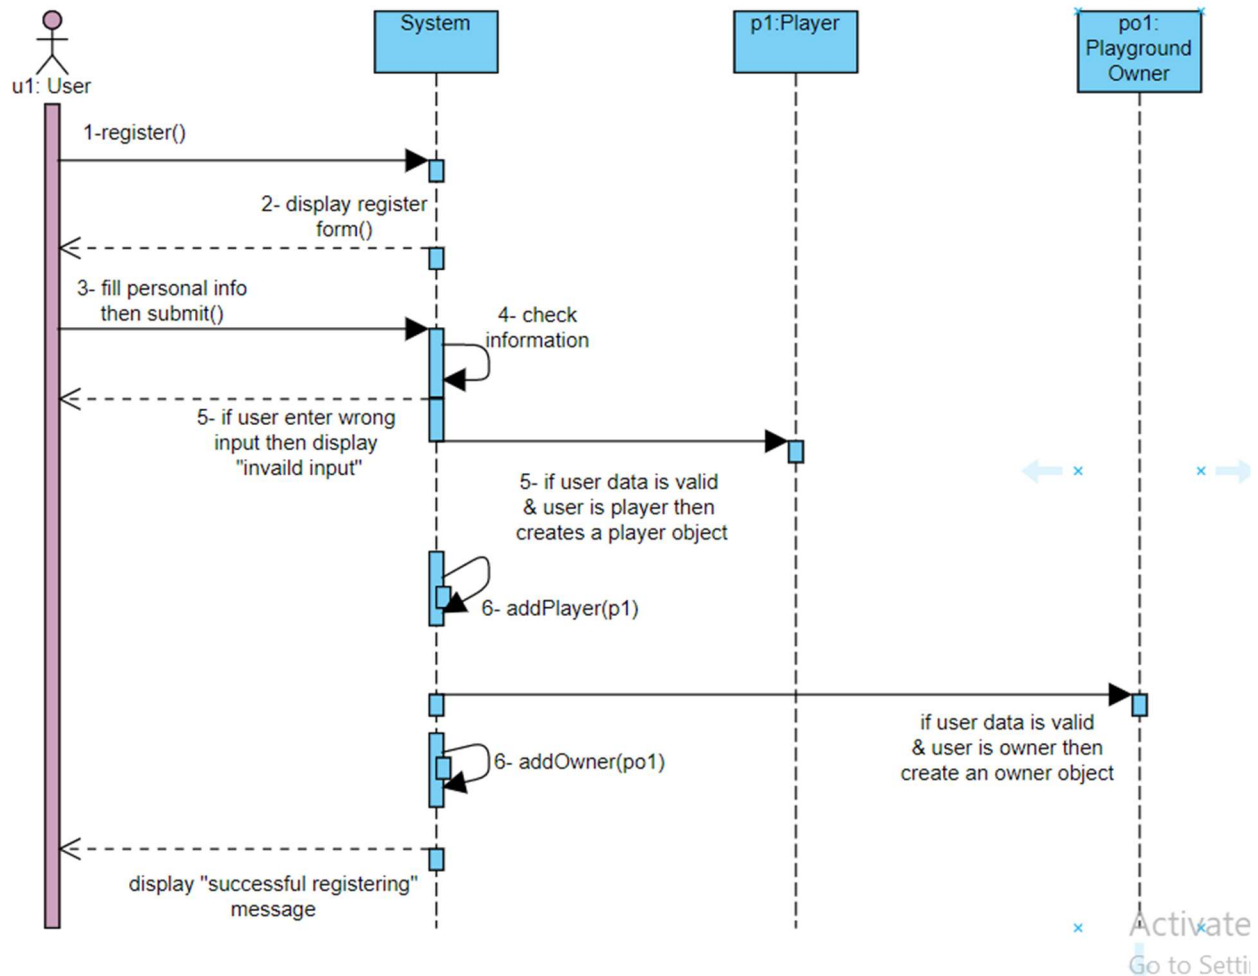 System
p1:Player
po1:
Playground
Owner
u1: User
1-register()
2- display register
form()
3- fill personal info
then submit()
4- check
information
5- if user enter wrong
input then display
"invaild input"
5- if user data is valid
& user is player then
creates a player object
6- addPlayer(p1)
if user data is valid
& user is owner then
create an owner object
6- addOwner(po1)
display "successful registering"
message
Activate
Go to Setti